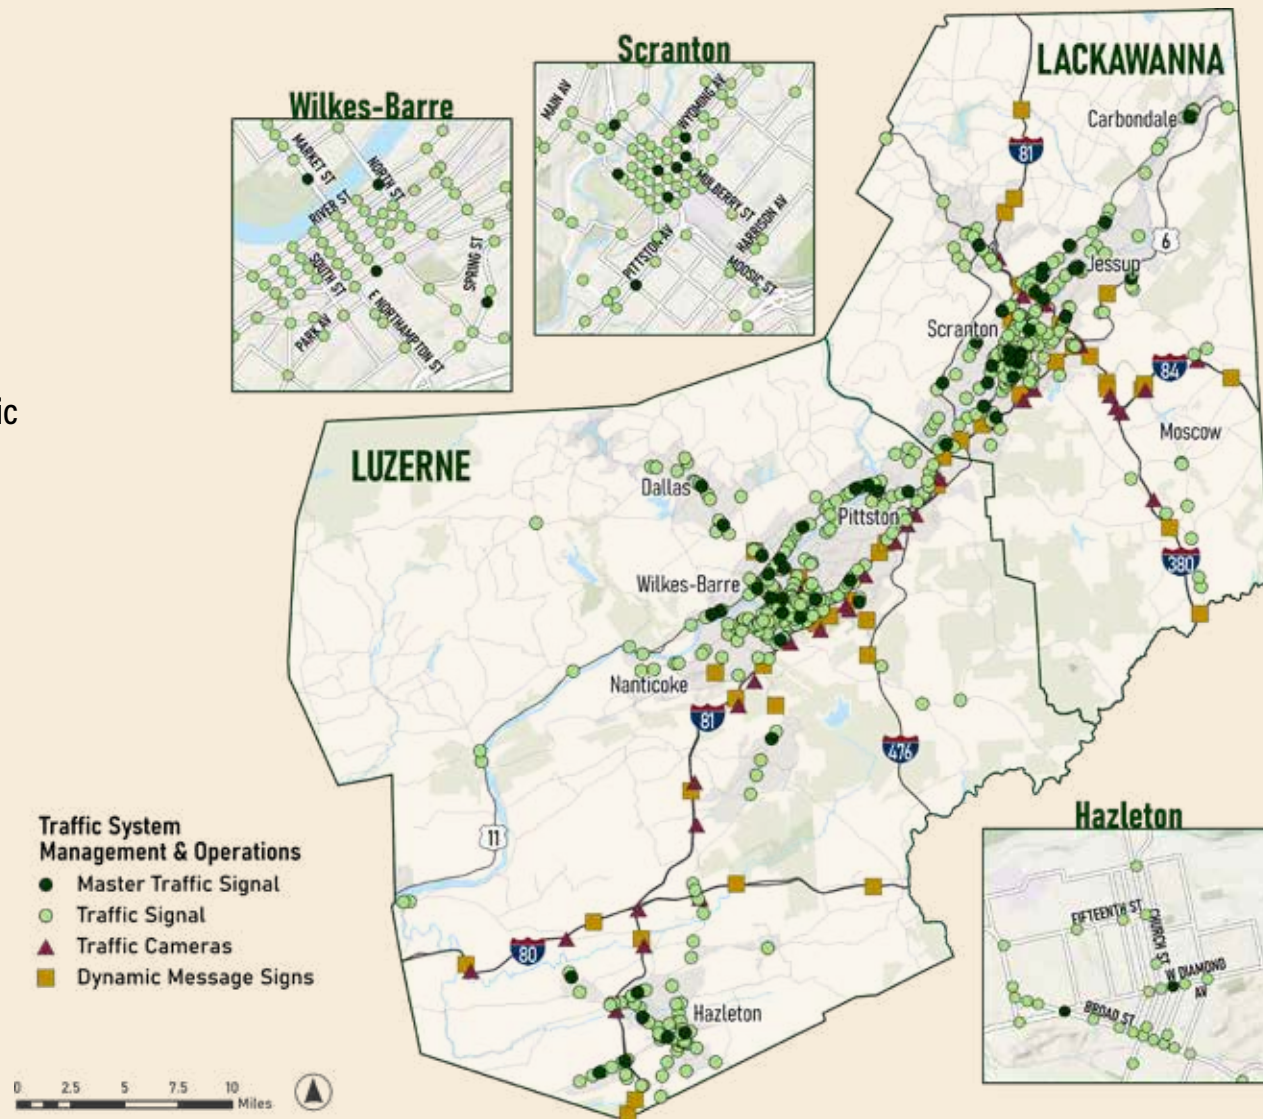 Scranton
LACKAWANNA
Wilkes-Barre
MAIN AV
WYOMING AV
MULBERRY ST
HARRISON AV
PITTSTON AV
MOOSIC ST
MARKET ST
NORTH ST
RIVER ST
SOUTH ST
SPRING ST
E NORTHAMPTON ST
PARK AV
Carbondale
81
6
Jessup
Scranton
84
ic
Moscow
LUZERNE
Dallas
Pittston
380
Wilkes-Barre
Nanticoke
81
476
11
Hazleton
FIFTEENTH ST
CHURCH ST
W DIAMOND
AV
BROAD ST
Traffic System
Management & Operations
Master Traffic Signal
Traffic Signal
Traffic Cameras
Dynamic Message Signs
80
Hazleton
0 2.5 5 7.5 10
Miles